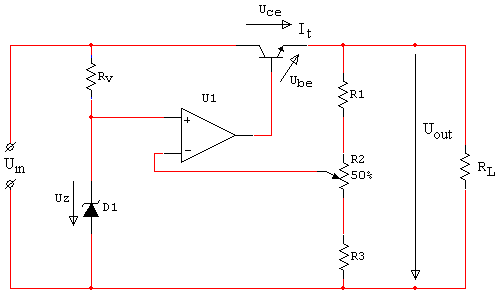 Uce
It
Rv
Ube
R1
U1
+
Uout
−
Uin
R2
50%
RL
Uz
D1
R3